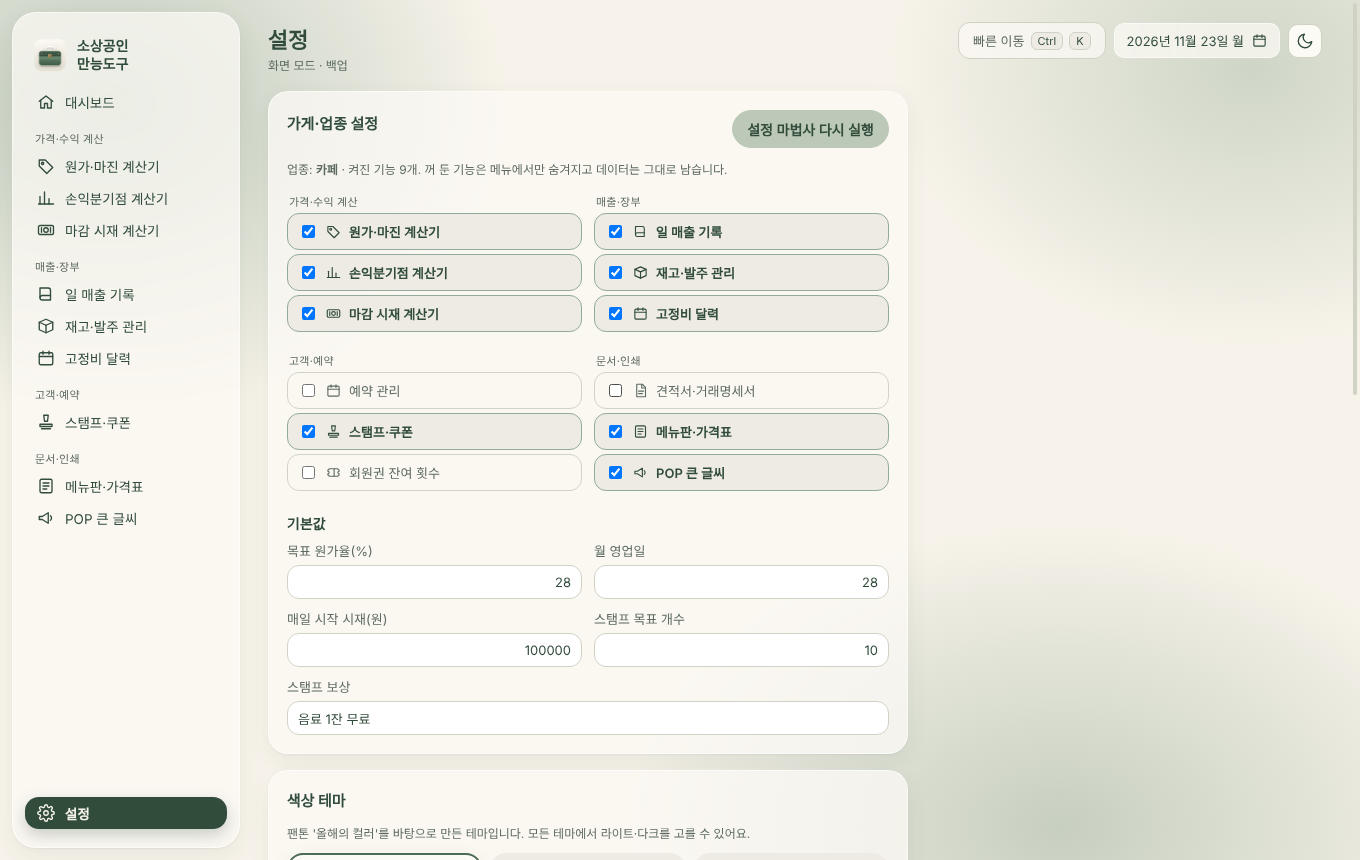 소상공인
만능도구
대시보드
가격·수익 계산
원가·마진 계산기
손익분기점 계산기
마감 시재 계산기
매출·장부
일 매출 기록
재고·발주 관리
고정비 달력
고객·예약
스탬프·쿠폰
문서·인쇄
메뉴판·가격표
POP 큰 글씨
설정
설정
화면 모드 · 백업
빠른 이동 Ctrl K
2026년 11월 23일 월
가게·업종 설정
설정 마법사 다시 실행
업종: 카페 · 켜진 기능 9개. 꺼 둔 기능은 메뉴에서만 숨겨지고 데이터는 그대로 남습니다.
가격·수익 계산
원가·마진 계산기
손익분기점 계산기
마감 시재 계산기
매출·장부
일 매출 기록
재고·발주 관리
고정비 달력
고객·예약
예약 관리
스탬프·쿠폰
회원권 잔여 횟수
문서·인쇄
견적서·거래명세서
메뉴판·가격표
POP 큰 글씨
기본값
목표 원가율(%)
28
월 영업일
28
매일 시작 시재(원)
100000
스탬프 목표 개수
10
스탬프 보상
음료 1잔 무료
색상 테마
팬톤 '올해의 컬러'를 바탕으로 만든 테마입니다. 모든 테마에서 라이트·다크를 고를 수 있어요.